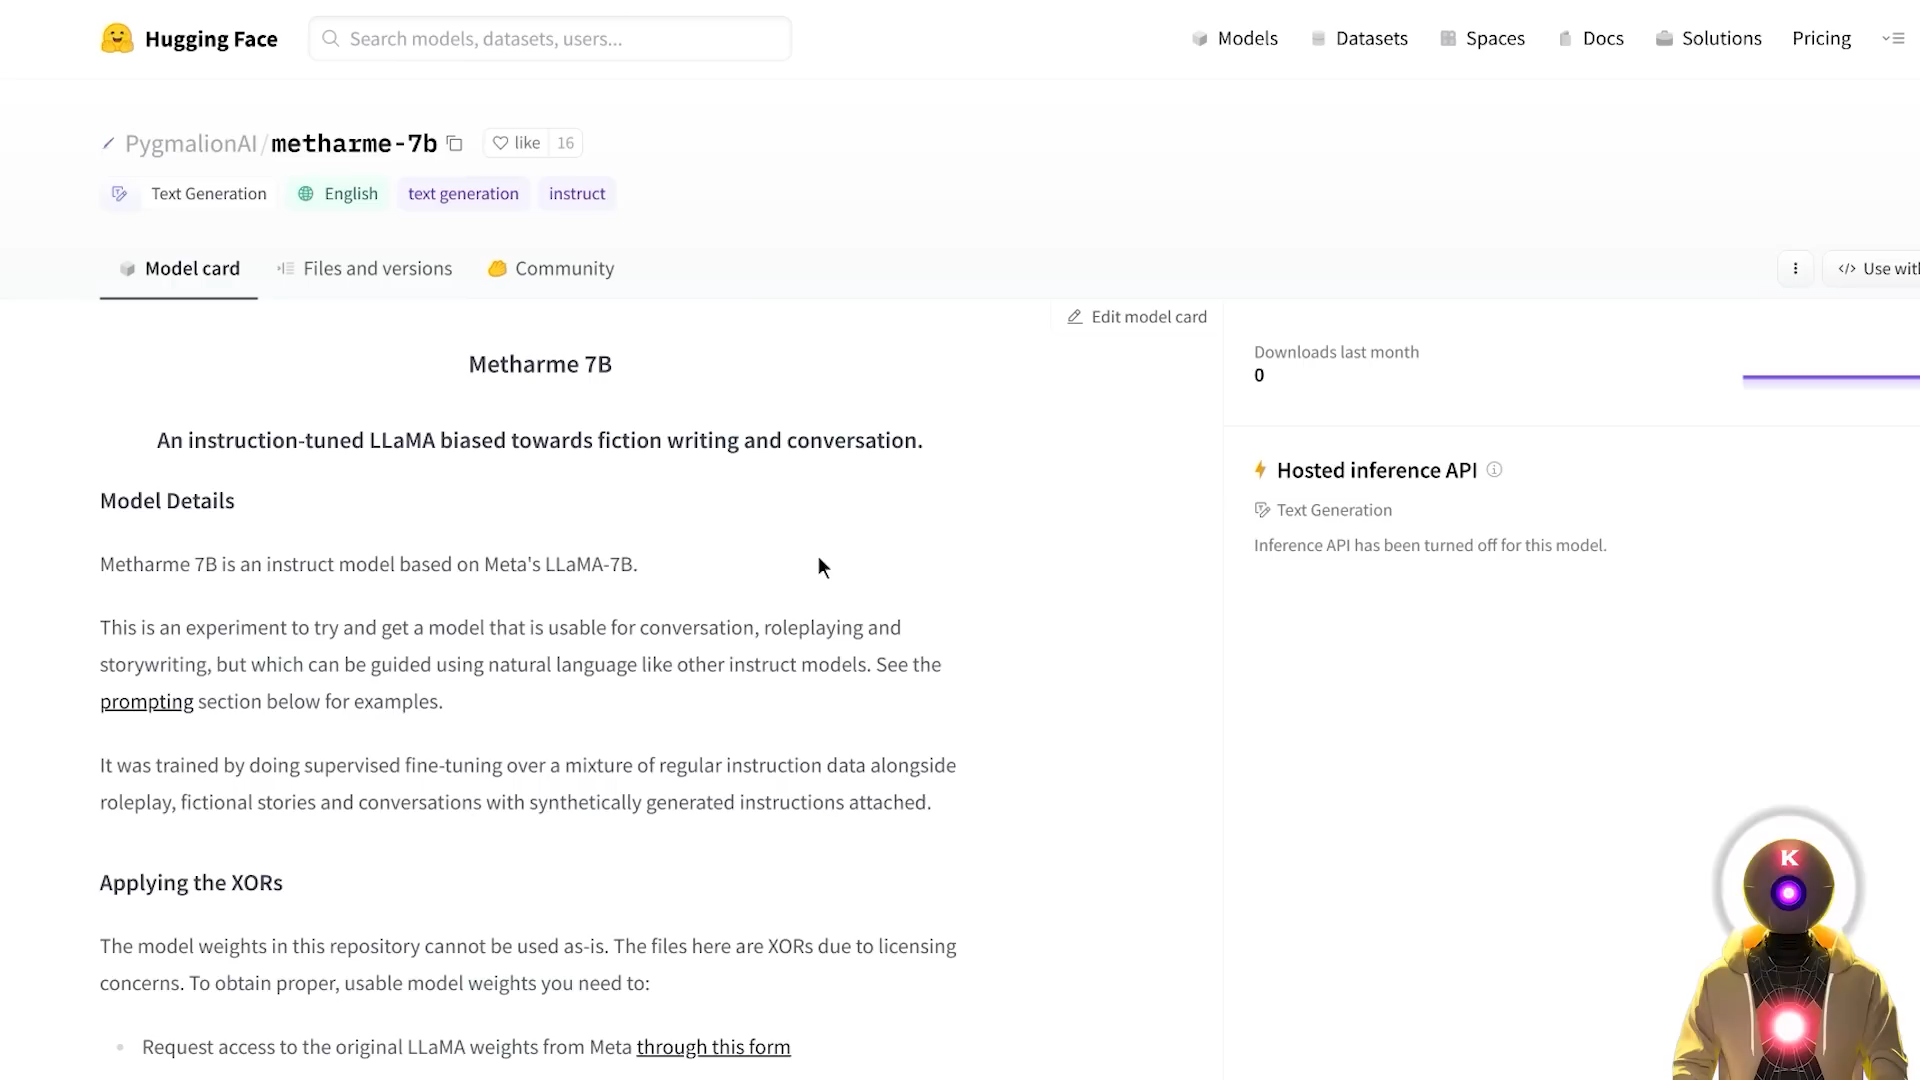 Hugging Face
Search models, datasets, users...
Models
Datasets
Spaces
Docs
Solutions
Pricing
PygmalionAI/metharme-7b
like 16
Text Generation
English
text generation
instruct
Model card
Files and versions
Community
</> Use with
Edit model card
Metharme 7B
An instruction-tuned LLaMA biased towards fiction writing and conversation.
Model Details
Metharme 7B is an instruct model based on Meta's LLaMA-7B.
This is an experiment to try and get a model that is usable for conversation, roleplaying and
storywriting, but which can be guided using natural language like other instruct models. See the
prompting section below for examples.
It was trained by doing supervised fine-tuning over a mixture of regular instruction data alongside
roleplay, fictional stories and conversations with synthetically generated instructions attached.
Applying the XORs
The model weights in this repository cannot be used as-is. The files here are XORs due to licensing
concerns. To obtain proper, usable model weights you need to:
Request access to the original LLaMA weights from Meta through this form
Downloads last month
0
Hosted inference API
Text Generation
Inference API has been turned off for this model.
K